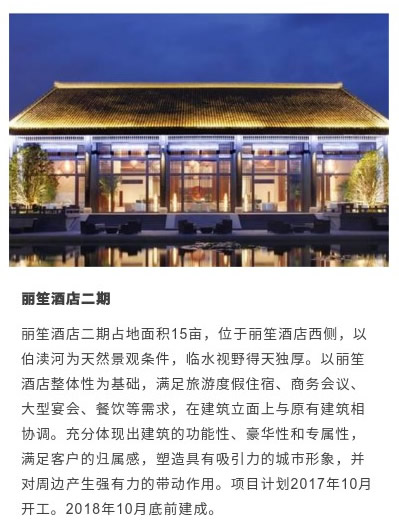 丽笙酒店二期
丽笙酒店二期占地面积15亩，位于丽笙酒店西侧，以
伯渎河为天然景观条件，临水视野得天独厚。以丽笙
酒店整体性为基础，满足旅游度假住宿、商务会议、
大型宴会、餐饮等需求，在建筑立面上与原有建筑相
协调。充分体现出建筑的功能性、豪华性和专属性，
满足客户的归属感，塑造具有吸引力的城市形象，并
对周边产生强有力的带动作用。项目计划2017年10月
开工。2018年10月底前建成。